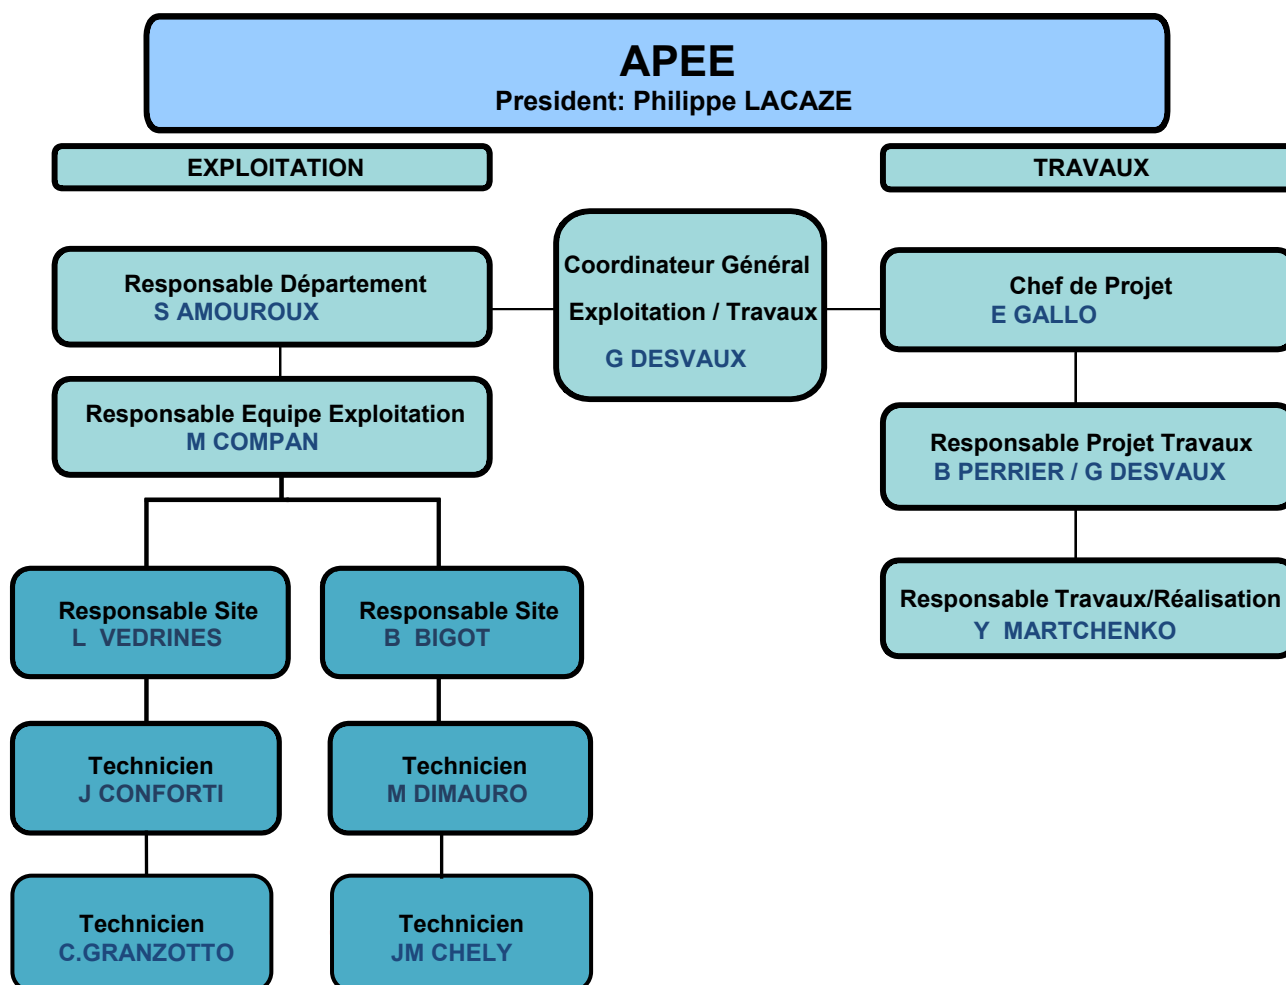 APEE
President: Philippe LACAZE
EXPLOITATION
TRAVAUX
Coordinateur Général
Exploitation / Travaux
G DESVAUX
Responsable Département
S AMOUROUX
Chef de Projet
E GALLO
Responsable Equipe Exploitation
M COMPAN
Responsable Projet Travaux
B PERRIER / G DESVAUX
Responsable Site
L VEDRINES
Responsable Site
B BIGOT
Responsable Travaux/Réalisation
Y MARTCHENKO
Technicien
J CONFORTI
Technicien
M DIMAURO
Technicien
C.GRANZOTTO
Technicien
JM CHELY